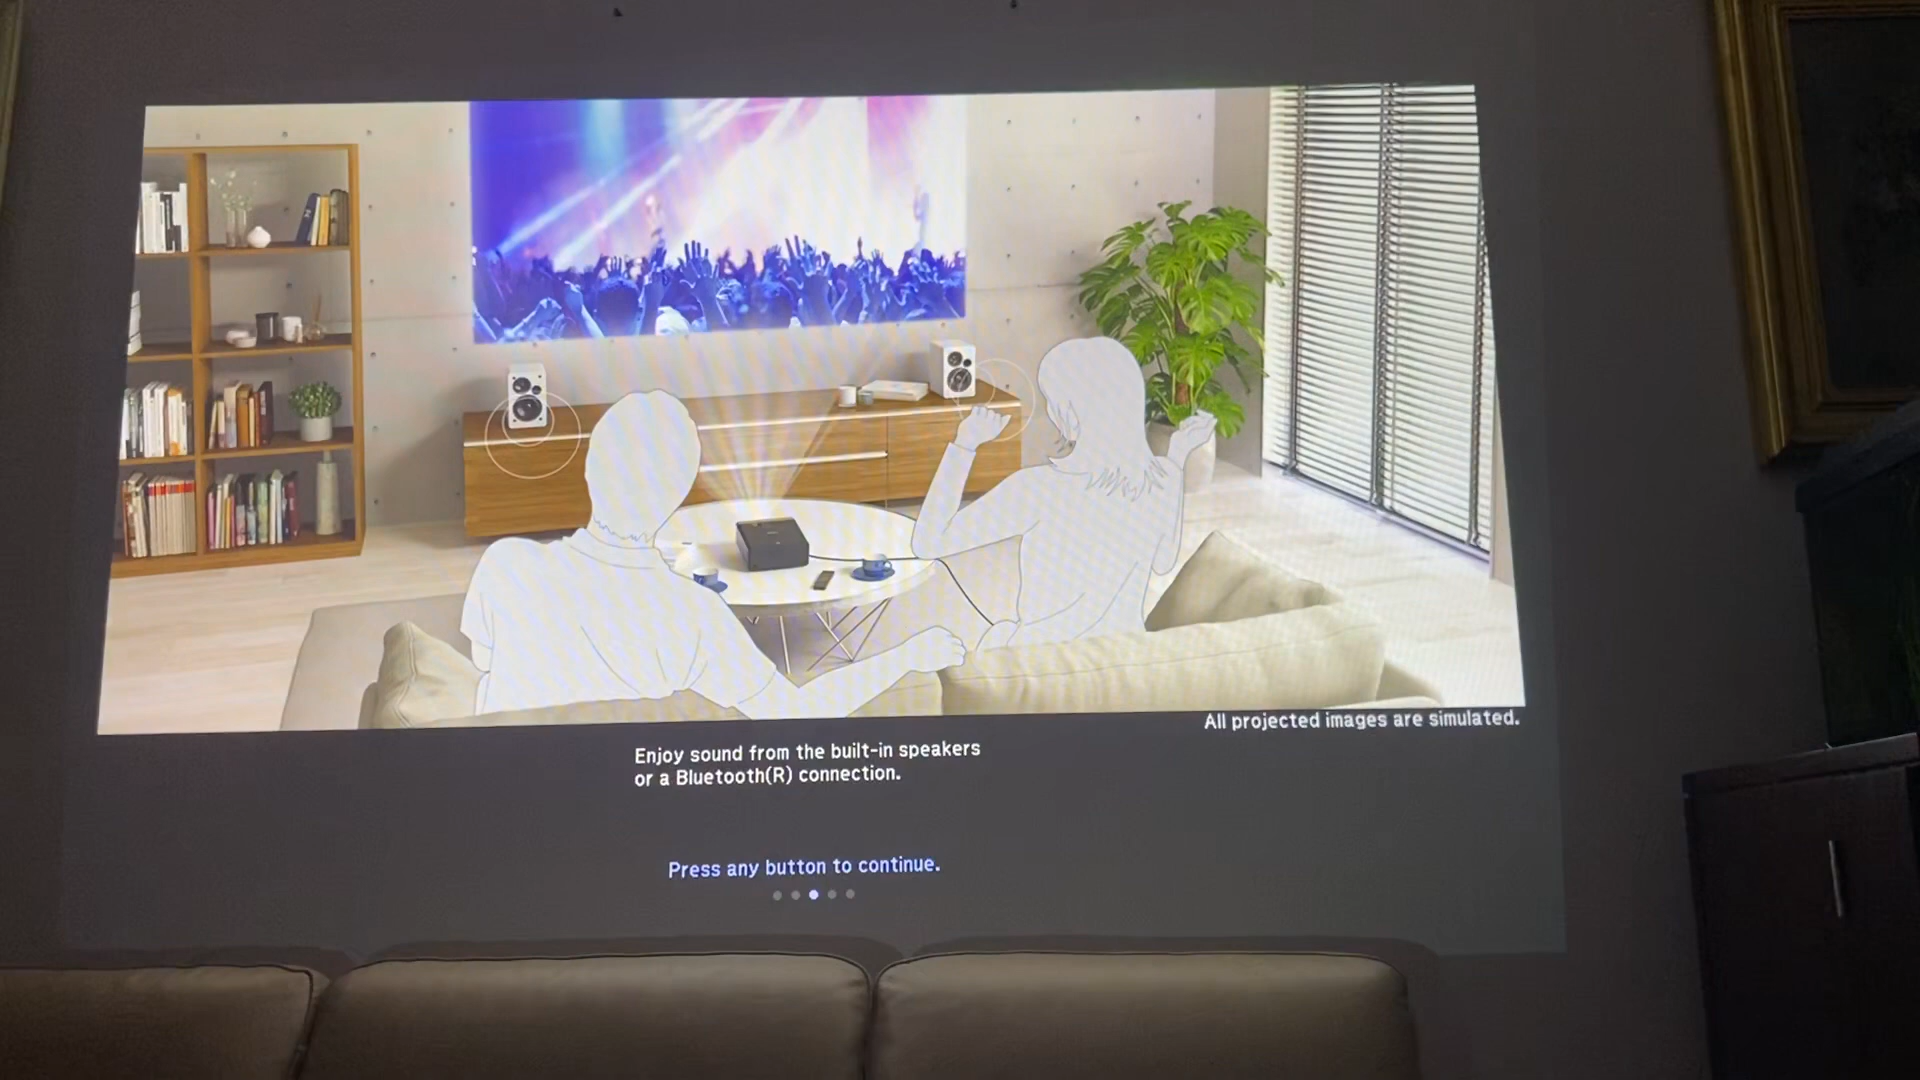 All projected images are simulated.
Enjoy sound from the built-in speakers
or a Bluetooth(R) connection.
Press any button to continue.